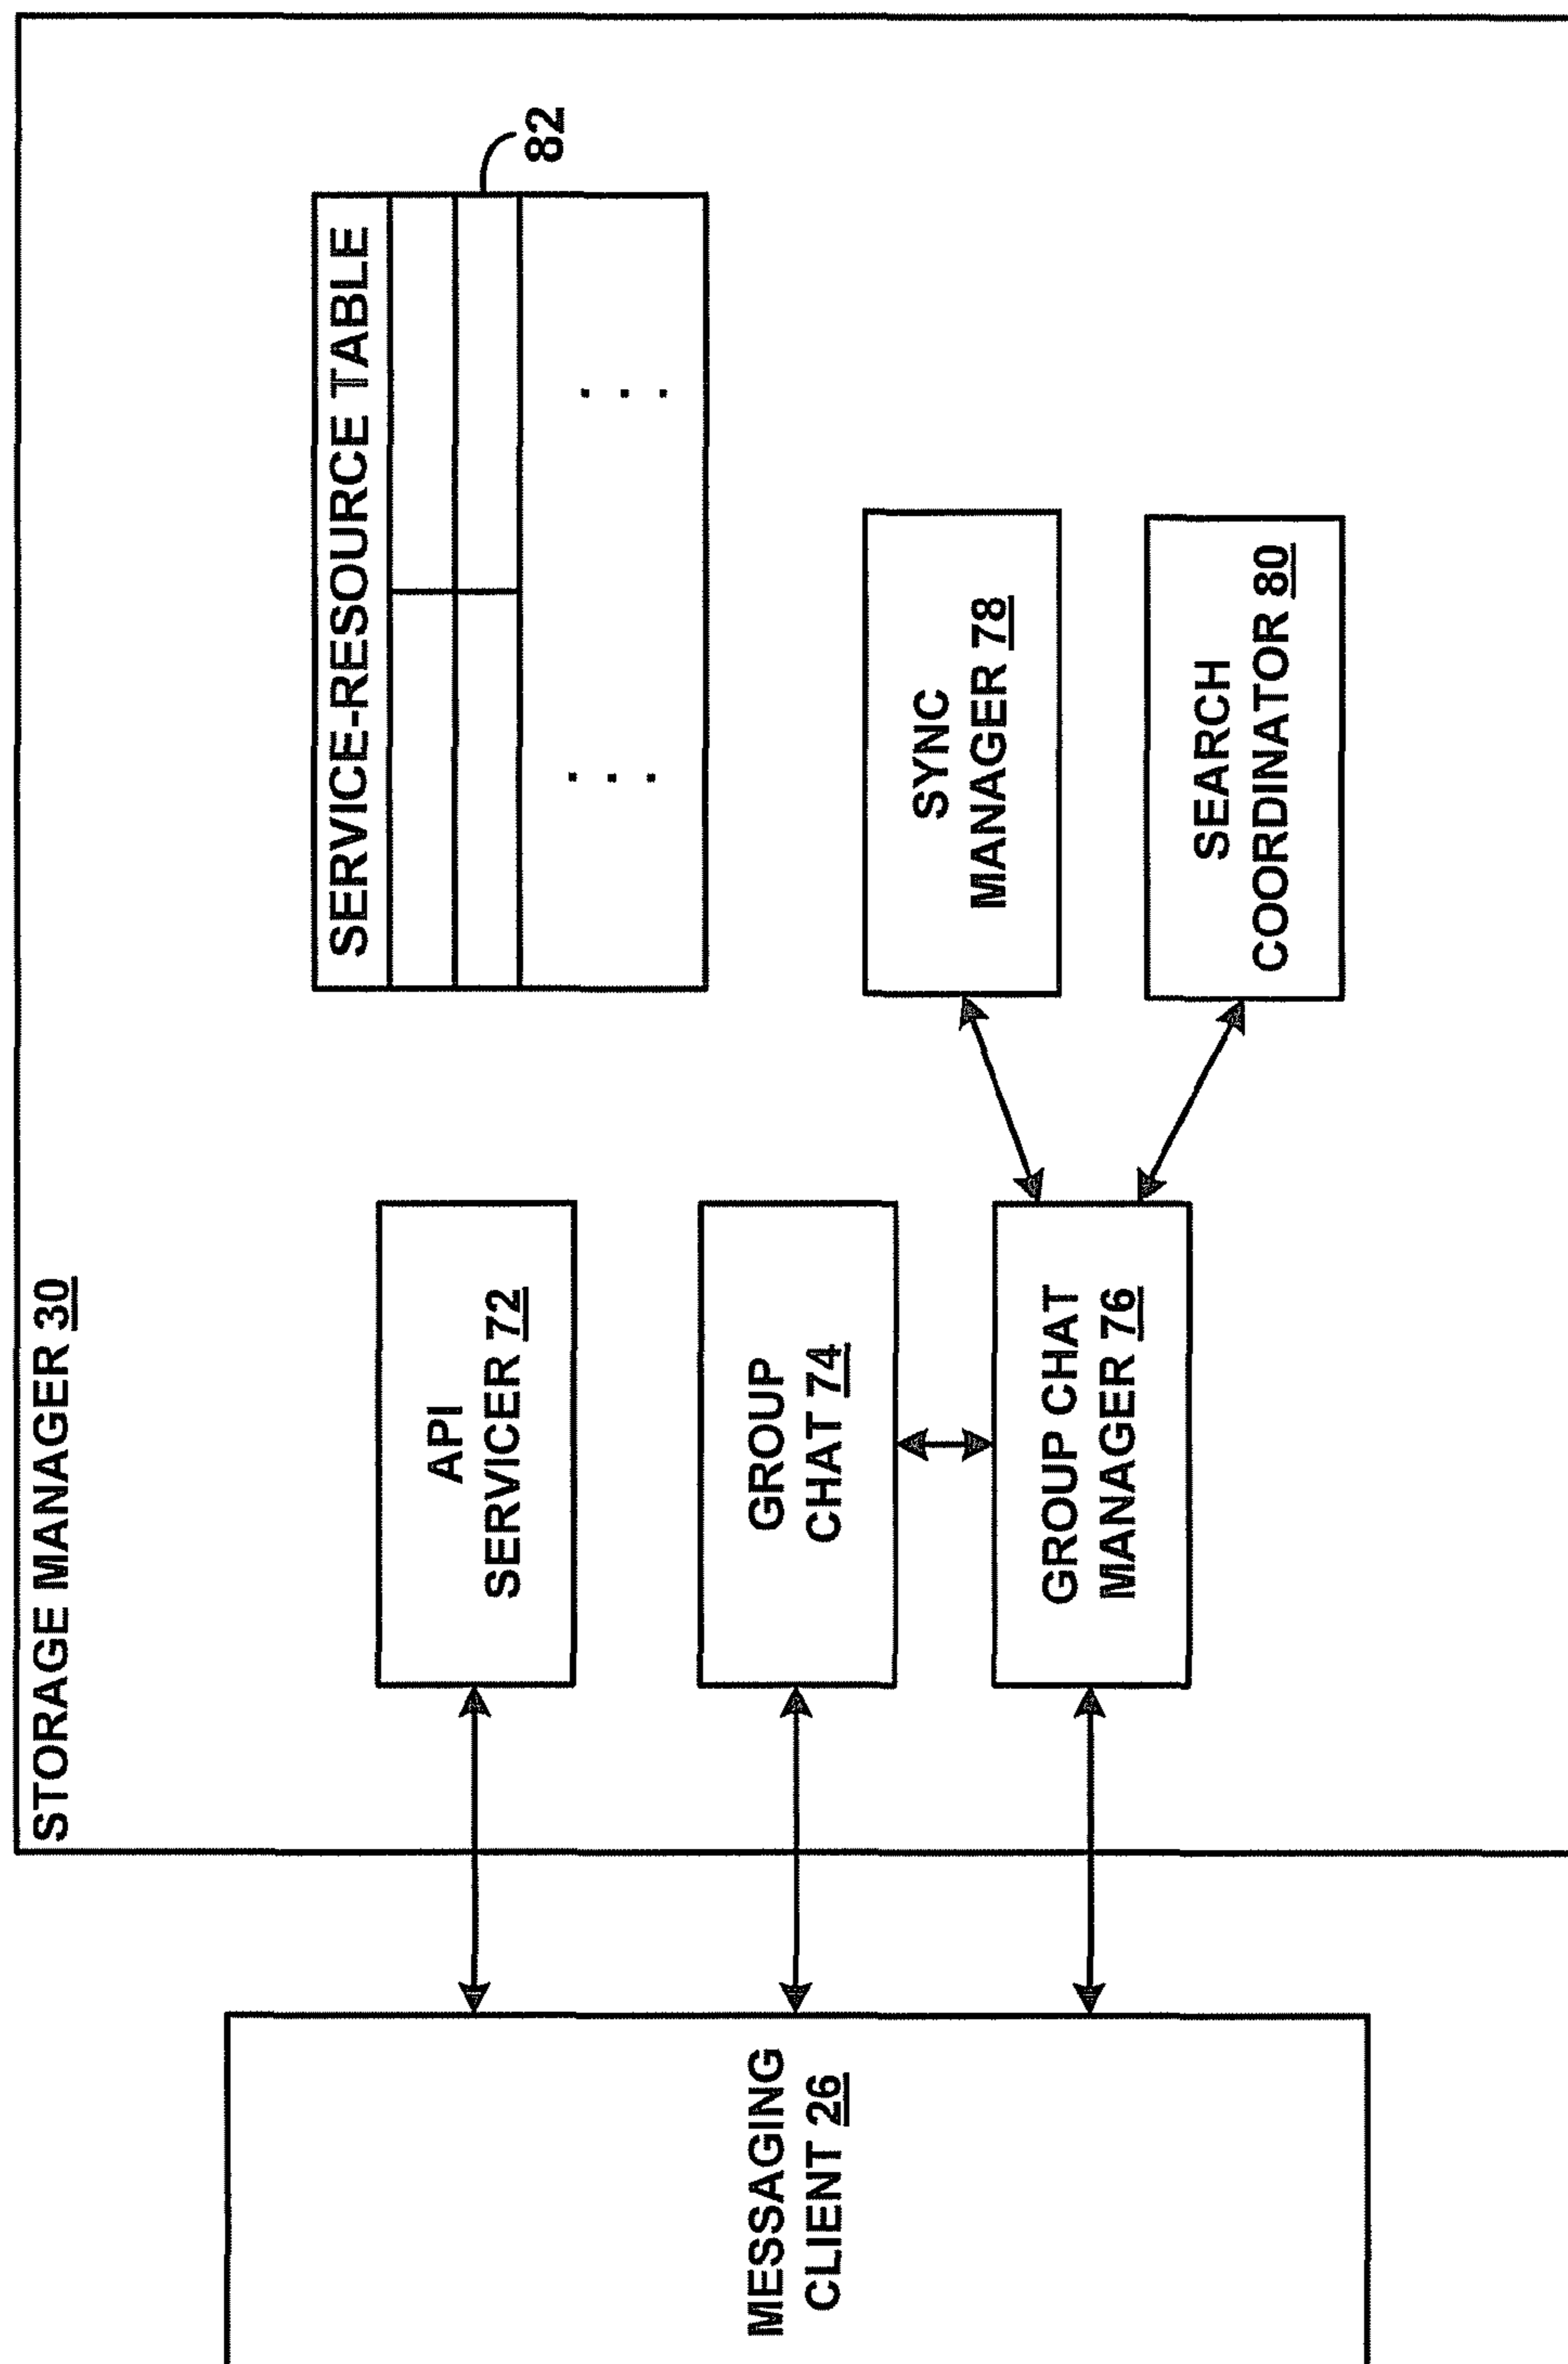 STORAGE MANAGER 30
MESSAGING
CLIENT 26
API
SERVICER 72
GROUP
CHAT 74
GROUP CHAT
MANAGER 76
SERVICE-RESOURCE TABLE
. . .
. . .
82
SYNC
MANAGER 78
SEARCH
COORDINATOR 80